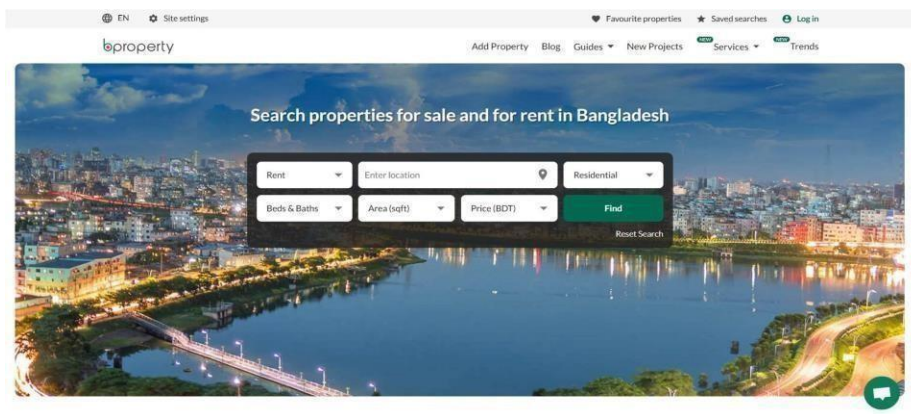 EN Site settings Favourite properties Saved searches Log in
bproperty Add Property Blog Guides New Projects NEW Services NEW Trends
Search properties for sale and for rent in Bangladesh
Rent Enter location Residential
Beds & Baths Area (sqft) Price (BDT) Find
Reset Search